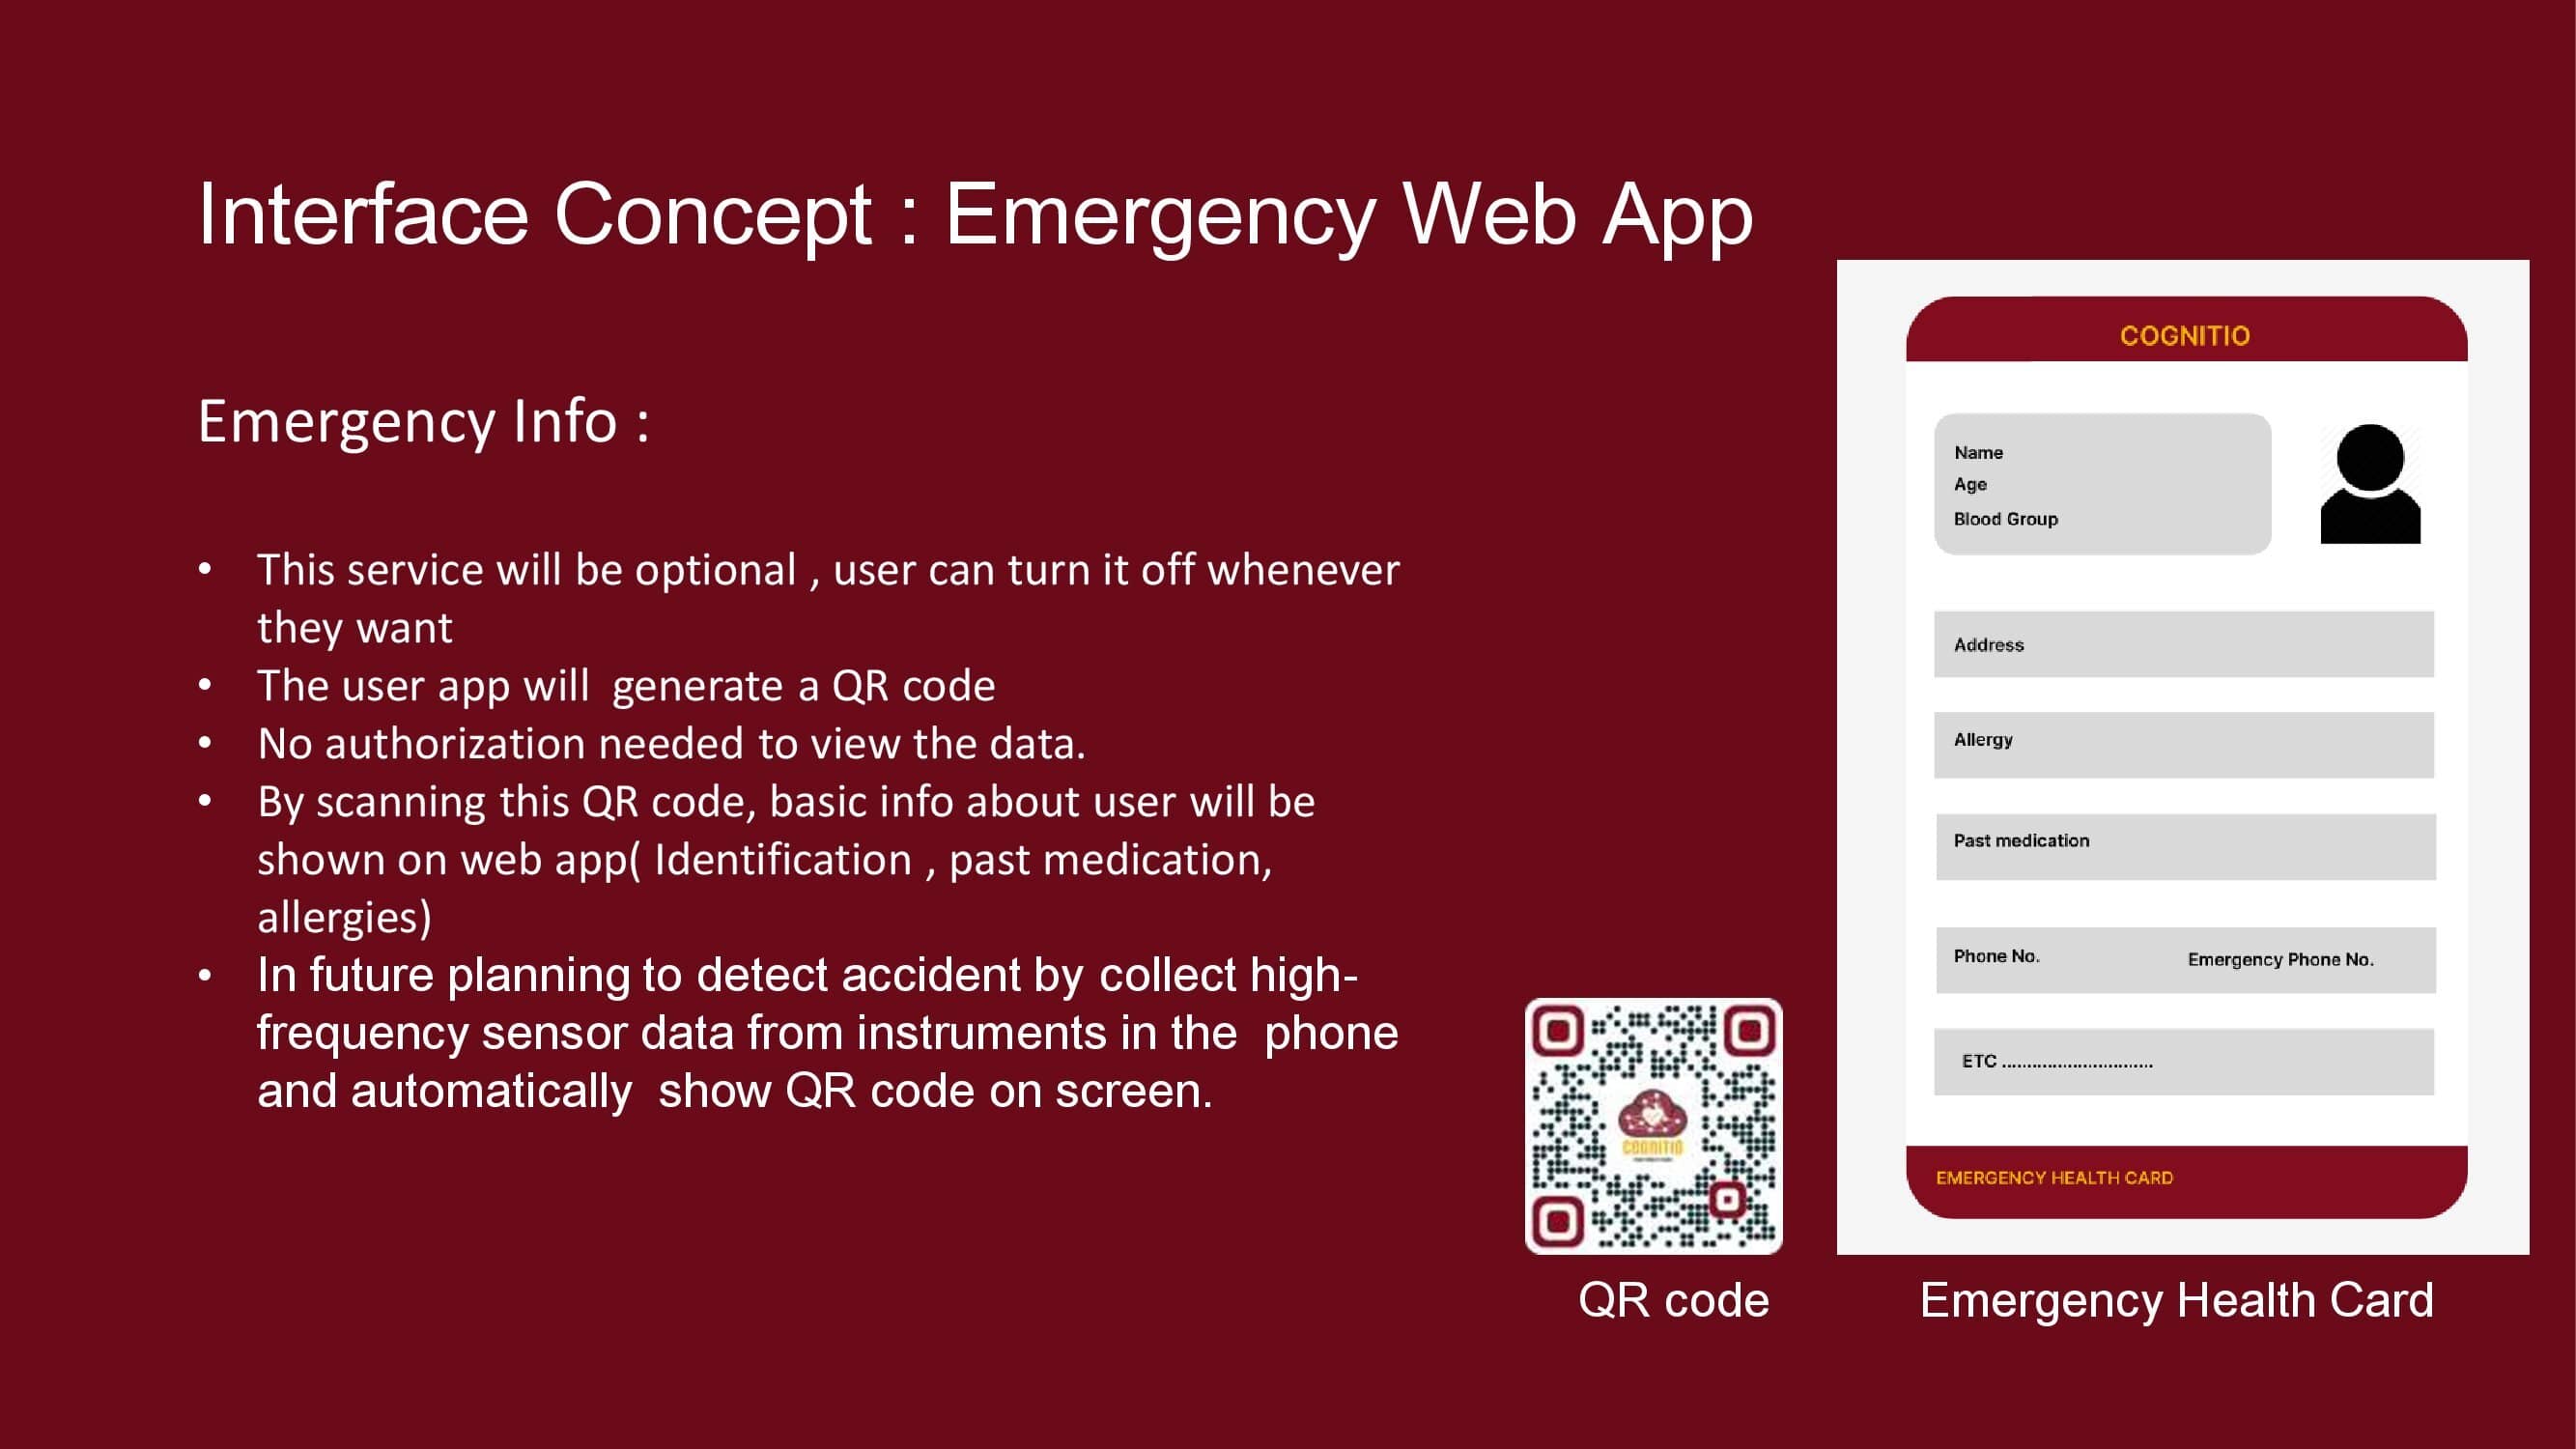 Interface Concept : Emergency Web App
Emergency Info :
• This service will be optional , user can turn it off whenever
they want
• The user app will  generate a QR code
• No authorization needed to view the data.
• By scanning this QR code, basic info about user will be
shown on web app( Identification , past medication,
allergies)
• In future planning to detect accident by collect high-
frequency sensor data from instruments in the  phone
and automatically  show QR code on screen.
COGNITIO
QR code
COGNITIO
Name
Age
Blood Group
Address
Allergy
Past medication
Phone No. Emergency Phone No.
ETC .............................
EMERGENCY HEALTH CARD
Emergency Health Card